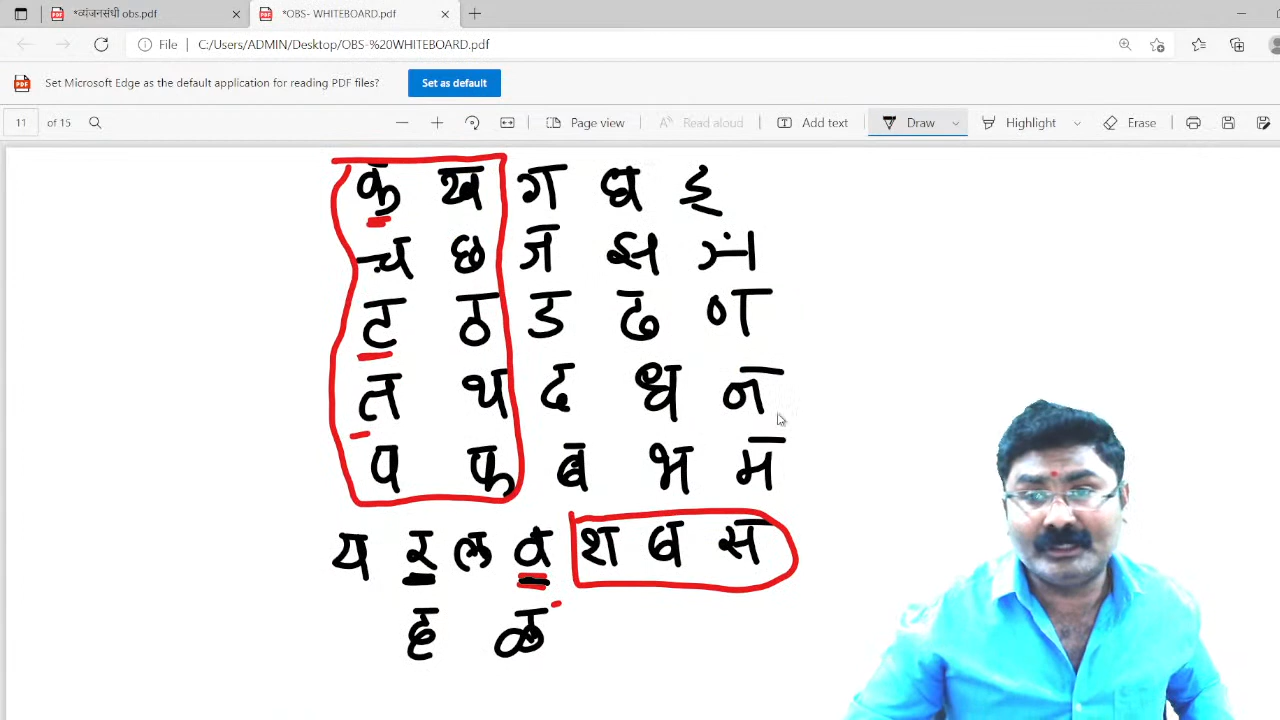 *व्यंजनसंधी obs.pdf
*OBS- WHITEBOARD.pdf
File C:/Users/ADMIN/Desktop/OBS-%20WHITEBOARD.pdf
Set Microsoft Edge as the default application for reading PDF files? Set as default
11 of 15 Page view Read aloud Add text Draw Highlight Erase
क ख ग घ ङ
च छ ज झ ञ
ट ठ ड ढ ण
त थ द ध न
प फ ब भ म
य र ल व श ष स
ह ळ